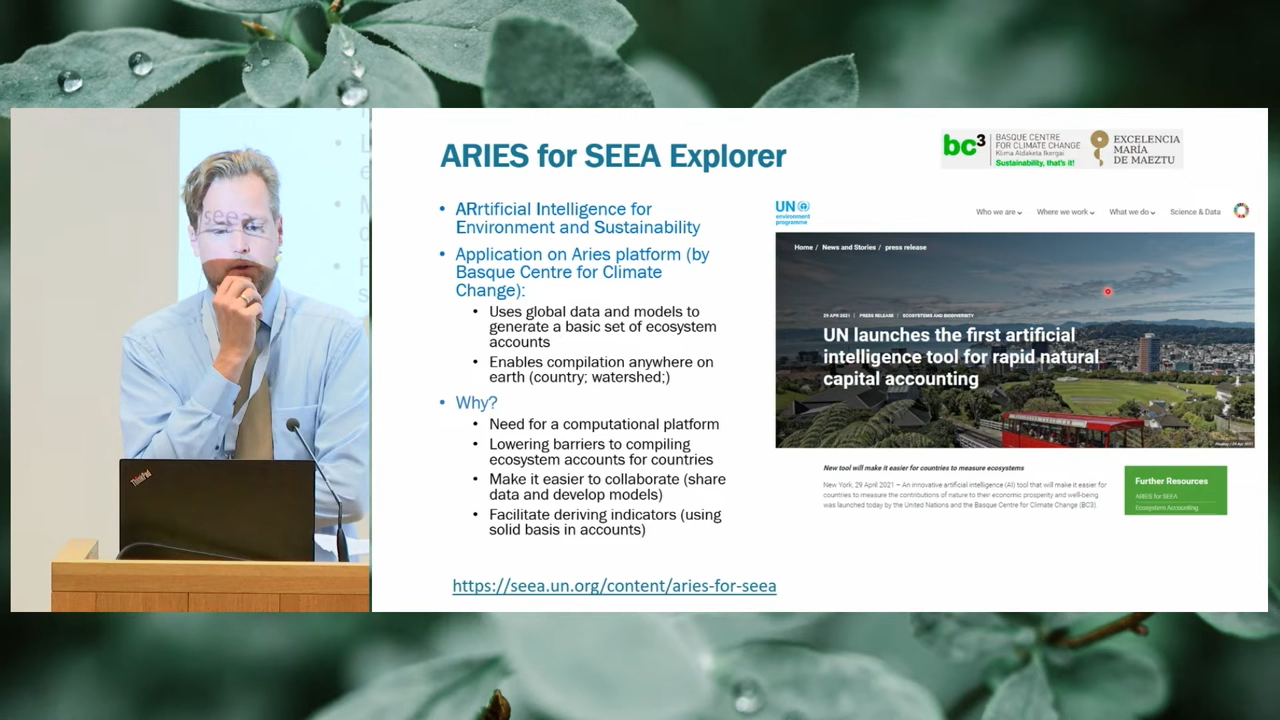 ARIES for SEEA Explorer
bc3
BASQUE CENTRE
FOR CLIMATE CHANGE
Klima Aldaketa Ikergai
Sustainability, that's it!
EXCELENCIA
MARÍA
DE MAEZTU
• ARrtificial Intelligence for
Environment and Sustainability
• Application on Aries platform (by
Basque Centre for Climate
Change):
• Uses global data and models to
generate a basic set of ecosystem
accounts
• Enables compilation anywhere on
earth (country; watershed;)
• Why?
• Need for a computational platform
• Lowering barriers to compiling
ecosystem accounts for countries
• Make it easier to collaborate (share
data and develop models)
• Facilitate deriving indicators (using
solid basis in accounts)
https://seea.un.org/content/aries-for-seea
UN
environment
programme
Who we are Where we work What we do Science & Data
Home / News and Stories / press release
29 APR 2021 | PRESS RELEASE | ECOSYSTEMS AND BIODIVERSITY
UN launches the first artificial
intelligence tool for rapid natural
capital accounting
New tool will make it easier for countries to measure ecosystems
New York, 29 April 2021 – An innovative artificial intelligence (AI) tool that will make it easier for
countries to measure the contributions of nature to their economic prosperity and well-being
was launched today by the United Nations and the Basque Centre for Climate Change (BC3).
Further Resources
ARIES for SEEA
Ecosystem Accounting
seea
ThinkPad